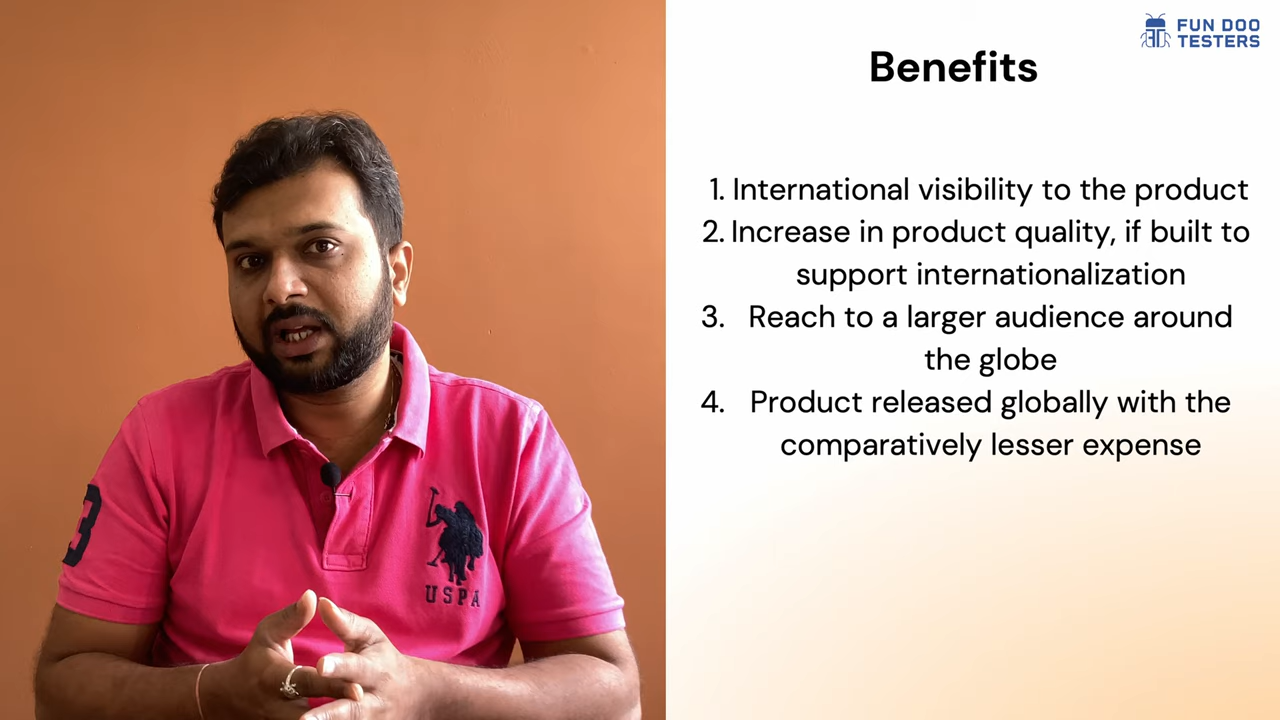 FUN DOO
TESTERS
Benefits
1. International visibility to the product
2. Increase in product quality, if built to
support internationalization
3. Reach to a larger audience around
the globe
4. Product released globally with the
comparatively lesser expense
3
USPA